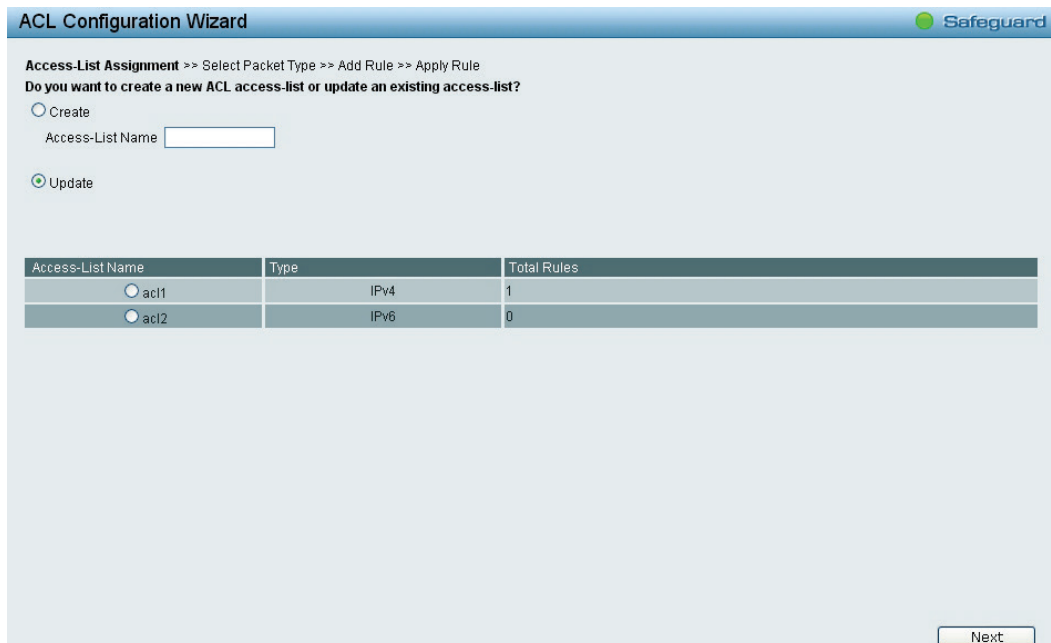 ACL Configuration Wizard
Safeguard
Access-List Assignment >> Select Packet Type >> Add Rule >> Apply Rule
Do you want to create a new ACL access-list or update an existing access-list?
Create
Access-List Name
Update
Access-List Name Type Total Rules
acl1 IPv4 1
acl2 IPv6 0
Next